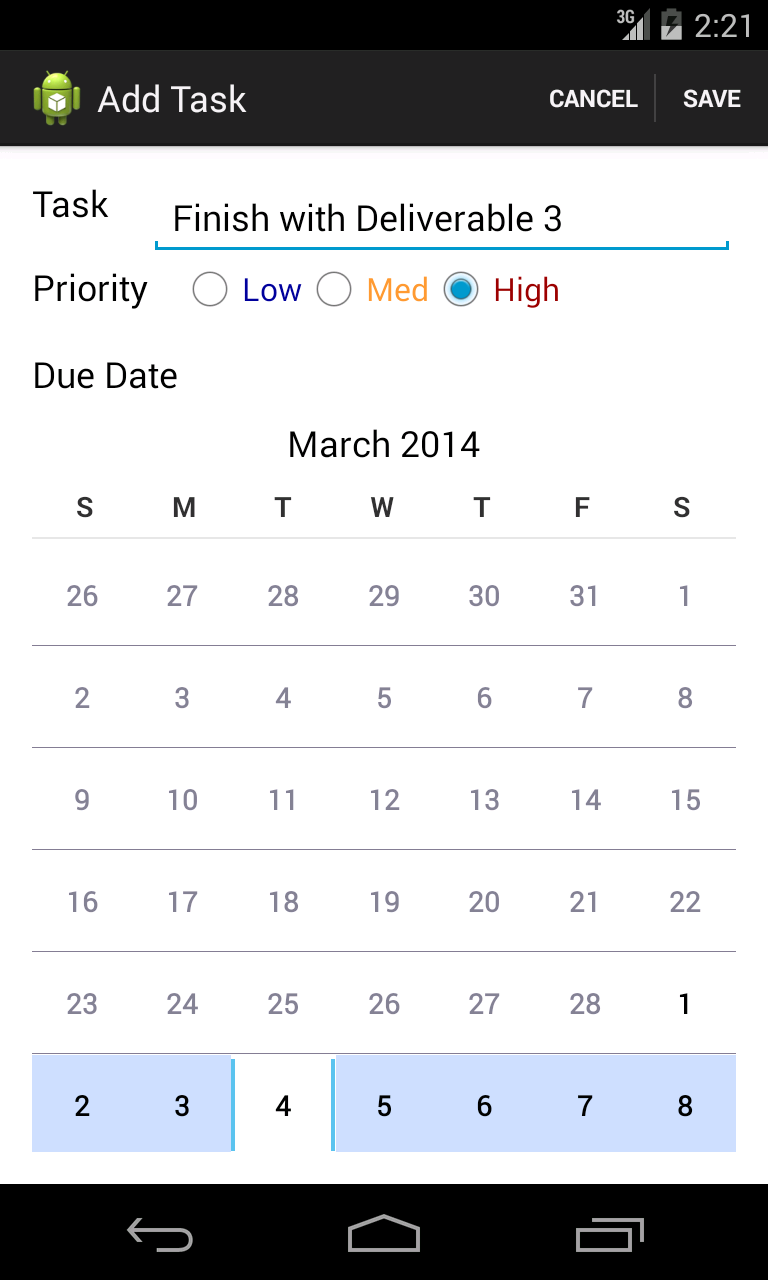 3G 2:21
Add Task CANCEL SAVE
Task Finish with Deliverable 3
Priority Low Med High
Due Date
March 2014
S M T W T F S
26 27 28 29 30 31 1
2 3 4 5 6 7 8
9 10 11 12 13 14 15
16 17 18 19 20 21 22
23 24 25 26 27 28 1
2 3 4 5 6 7 8